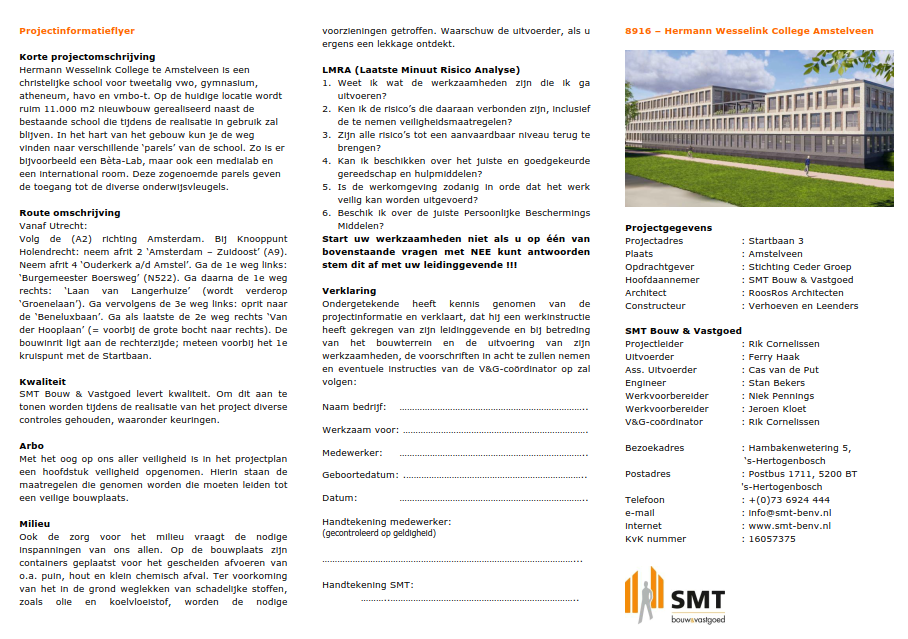 Projectinformatieflyer
Korte projectomschrijving
Hermann Wesselink College te Amstelveen is een
christelijke school voor tweetalig vwo, gymnasium,
atheneum, havo en vmbo-t. Op de huidige locatie wordt
ruim 11.000 m2 nieuwbouw gerealiseerd naast de
bestaande school die tijdens de realisatie in gebruik zal
blijven. In het hart van het gebouw kun je de weg
vinden naar verschillende ‘parels’ van de school. Zo is er
bijvoorbeeld een Bèta-Lab, maar ook een medialab en
een international room. Deze zogenoemde parels geven
de toegang tot de diverse onderwijsvleugels.
Route omschrijving
Vanaf Utrecht:
Volg de (A2) richting Amsterdam. Bij Knooppunt
Holendrecht: neem afrit 2 ‘Amsterdam – Zuidoost’ (A9).
Neem afrit 4 ‘Ouderkerk a/d Amstel’. Ga de 1e weg links:
‘Burgemeester Boersweg’ (N522). Ga daarna de 1e weg
rechts: ‘Laan van Langerhuize’ (wordt verderop
‘Groenelaan’). Ga vervolgens de 3e weg links: oprit naar
de ‘Beneluxbaan’. Ga als laatste de 2e weg rechts ‘Van
der Hooplaan’ (= voorbij de grote bocht naar rechts). De
bouwinrit ligt aan de rechterzijde; meteen voorbij het 1e
kruispunt met de Startbaan.
Kwaliteit
SMT Bouw & Vastgoed levert kwaliteit. Om dit aan te
tonen worden tijdens de realisatie van het project diverse
controles gehouden, waaronder keuringen.
Arbo
Met het oog op ons aller veiligheid is in het projectplan
een hoofdstuk veiligheid opgenomen. Hierin staan de
maatregelen die genomen worden die moeten leiden tot
een veilige bouwplaats.
Milieu
Ook de zorg voor het milieu vraagt de nodige
inspanningen van ons allen. Op de bouwplaats zijn
containers geplaatst voor het gescheiden afvoeren van
o.a. puin, hout en klein chemisch afval. Ter voorkoming
van het in de grond weglekken van schadelijke stoffen,
zoals olie en koelvloeistof, worden de nodige
voorzieningen getroffen. Waarschuw de uitvoerder, als u
ergens een lekkage ontdekt.
LMRA (Laatste Minuut Risico Analyse)
1. Weet ik wat de werkzaamheden zijn die ik ga
uitvoeren?
2. Ken ik de risico’s die daaraan verbonden zijn, inclusief
de te nemen veiligheidsmaatregelen?
3. Zijn alle risico’s tot een aanvaardbaar niveau terug te
brengen?
4. Kan ik beschikken over het juiste en goedgekeurde
gereedschap en hulpmiddelen?
5. Is de werkomgeving zodanig in orde dat het werk
veilig kan worden uitgevoerd?
6. Beschik ik over de juiste Persoonlijke Beschermings
Middelen?
Start uw werkzaamheden niet als u op één van
bovenstaande vragen met NEE kunt antwoorden
stem dit af met uw leidinggevende !!!
Verklaring
Ondergetekende heeft kennis genomen van de
projectinformatie en verklaart, dat hij een werkinstructie
heeft gekregen van zijn leidinggevende en bij betreding
van het bouwterrein en de uitvoering van zijn
werkzaamheden, de voorschriften in acht te zullen nemen
en eventuele instructies van de V&G-coördinator op zal
volgen:
Naam bedrijf: ………………………………………………………..
Werkzaam voor: ……………………………………………………….
Medewerker: ………………………………………………………..
Geboortedatum: ……………………………………………………….
Datum: ………………………………………………………..
Handtekening medewerker:
(gecontroleerd op geldigheid)
……………………………………………………………………………...
Handtekening SMT:
…………………………………………………………………..
8916 – Hermann Wesselink College Amstelveen
Projectgegevens
Projectadres : Startbaan 3
Plaats : Amstelveen
Opdrachtgever : Stichting Ceder Groep
Hoofdaannemer : SMT Bouw & Vastgoed
Architect : RoosRos Architecten
Constructeur : Verhoeven en Leenders
SMT Bouw & Vastgoed
Projectleider : Rik Cornelissen
Uitvoerder : Ferry Haak
Ass. Uitvoerder : Cas van de Put
Engineer : Stan Bekers
Werkvoorbereider : Niek Pennings
Werkvoorbereider : Jeroen Kloet
V&G-coördinator : Rik Cornelissen
Bezoekadres : Hambakenwetering 5,
‘s-Hertogenbosch
Postadres : Postbus 1711, 5200 BT
’s-Hertogenbosch
Telefoon : +(0)73 6924 444
e-mail : info@smt-benv.nl
Internet : www.smt-benv.nl
KvK nummer : 16057375
SMT
bouw&vastgoed